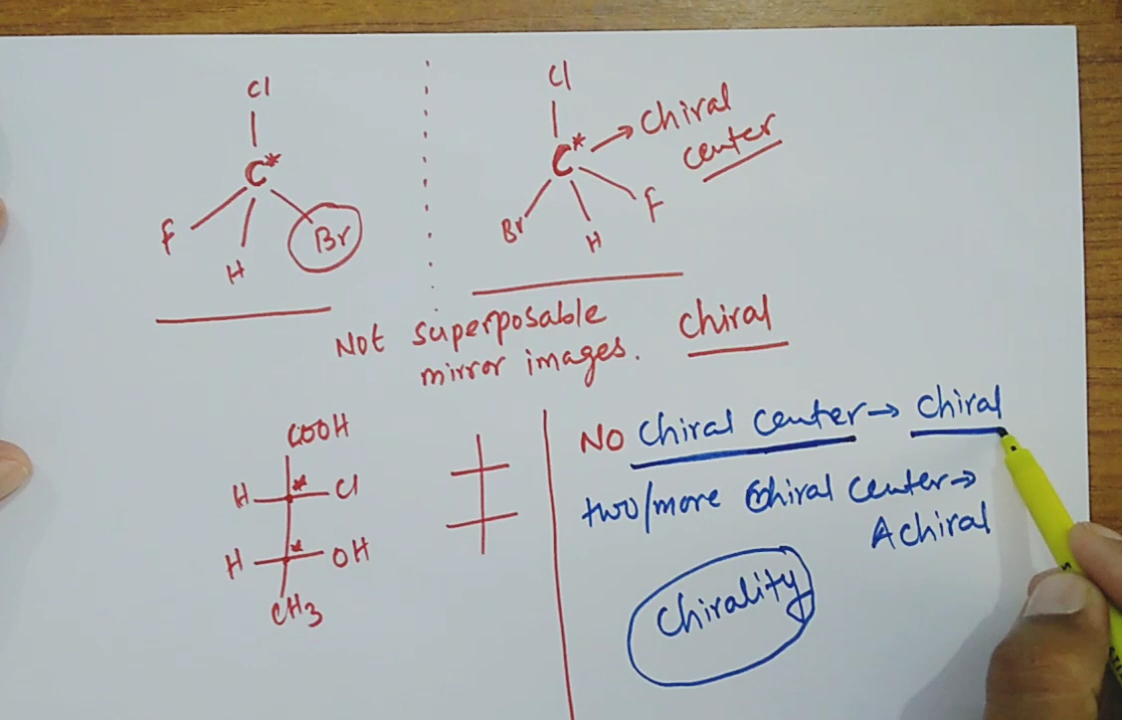 Cl
C*
F
H
Br
Cl
C* → Chiral
center
Br
H
F
Not superposable
mirror images.
chiral
COOH
H * Cl
H * OH
CH3
NO Chiral center → chiral
two/more chiral center →
Achiral
Chirality